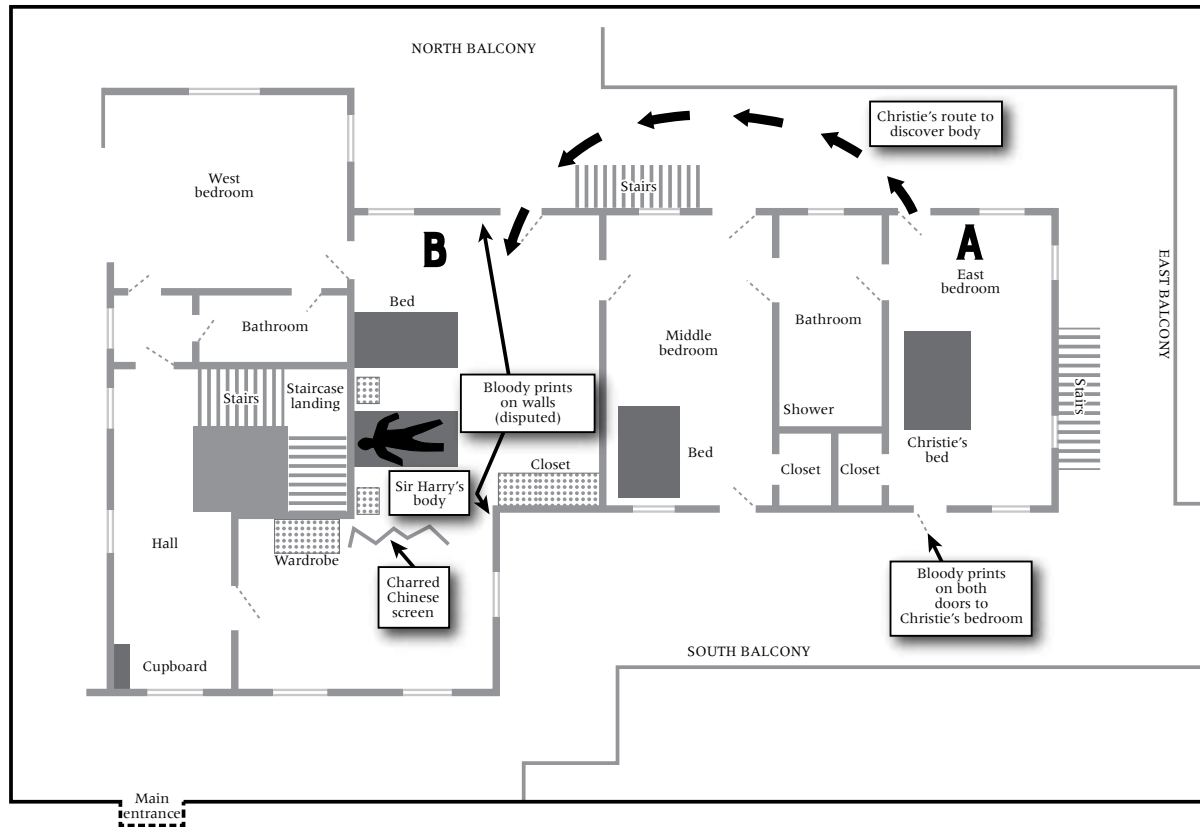 NORTH BALCONY
Christie's route to
discover body
West
bedroom
Stairs
B
A
East
bedroom
EAST BALCONY
Bed
Bathroom
Bathroom
Middle
bedroom
Stairs
Staircase
landing
Bloody prints
on walls
(disputed)
Stairs
Shower
Christie's
bed
Bed
Closet
Closet
Closet
Sir Harry's
body
Hall
Wardrobe
Charred
Chinese
screen
Bloody prints
on both
doors to
Christie's bedroom
Cupboard
SOUTH BALCONY
Main
entrance